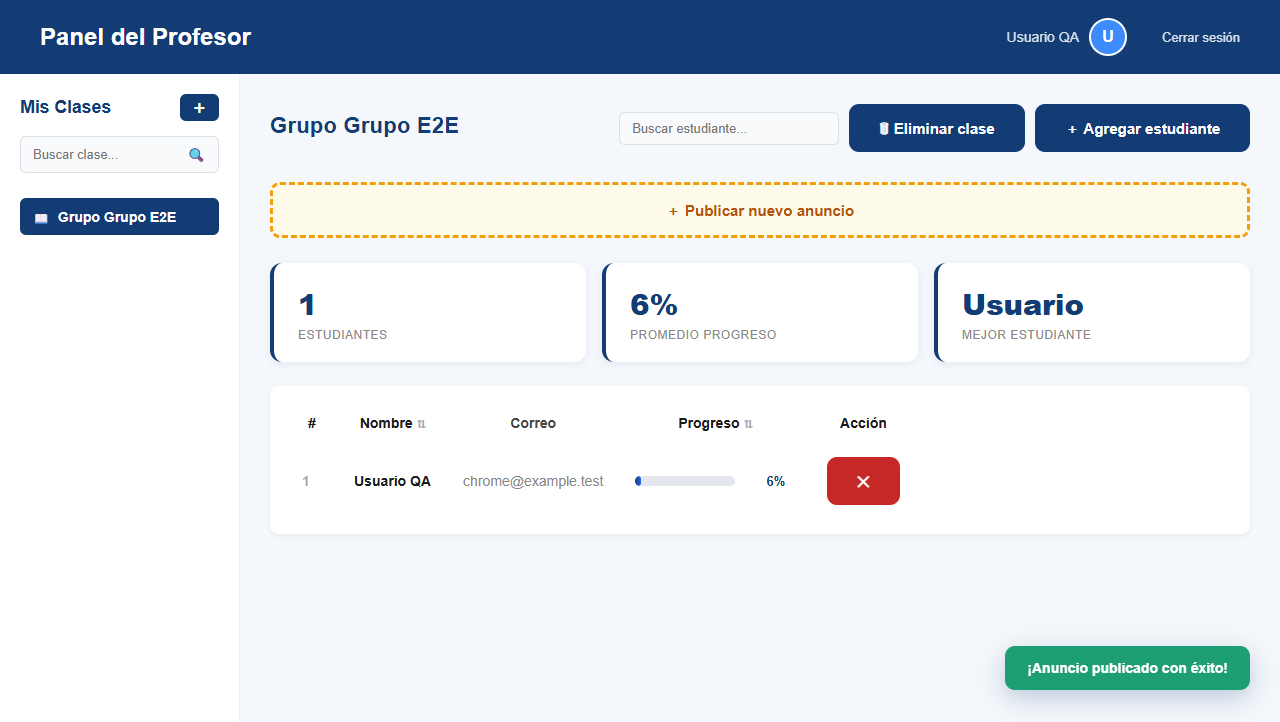 Panel del Profesor
Usuario QA
U
Cerrar sesión
Mis Clases
+
Buscar clase...
Grupo Grupo E2E
Grupo Grupo E2E
Buscar estudiante...
Eliminar clase
+ Agregar estudiante
+ Publicar nuevo anuncio
1
ESTUDIANTES
6%
PROMEDIO PROGRESO
Usuario
MEJOR ESTUDIANTE
# Nombre ⇅ Correo Progreso ⇅ Acción
1 Usuario QA chrome@example.test 6% ✕
¡Anuncio publicado con éxito!